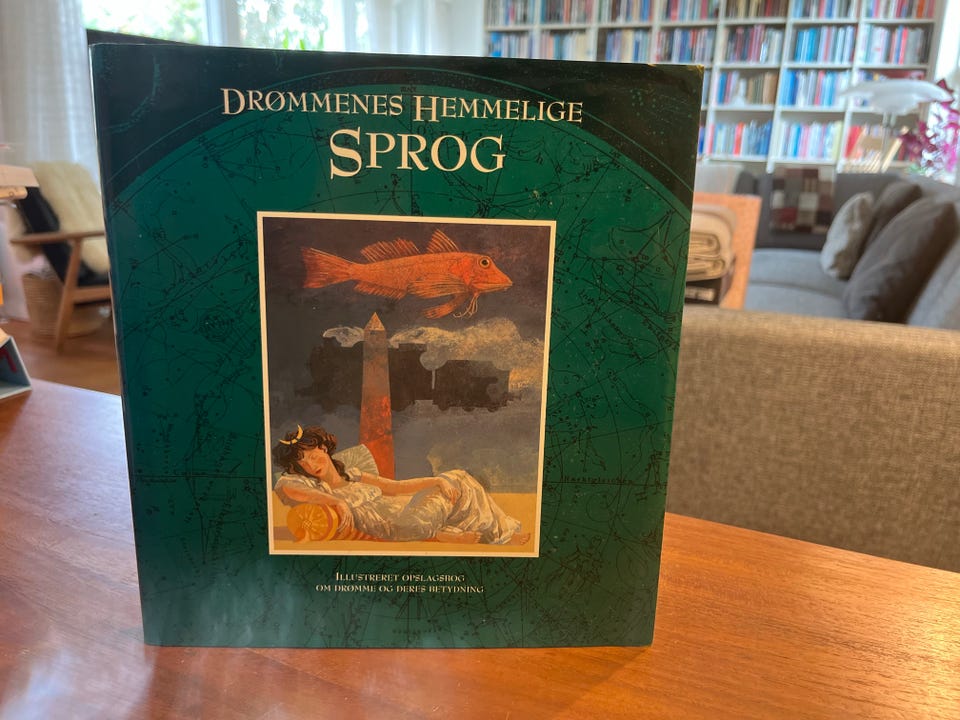 DRØMMENES HEMMELIGE
SPROG
ILLUSTRERET OPSLAGSBOG
OM DRØMME OG DERES BETYDNING